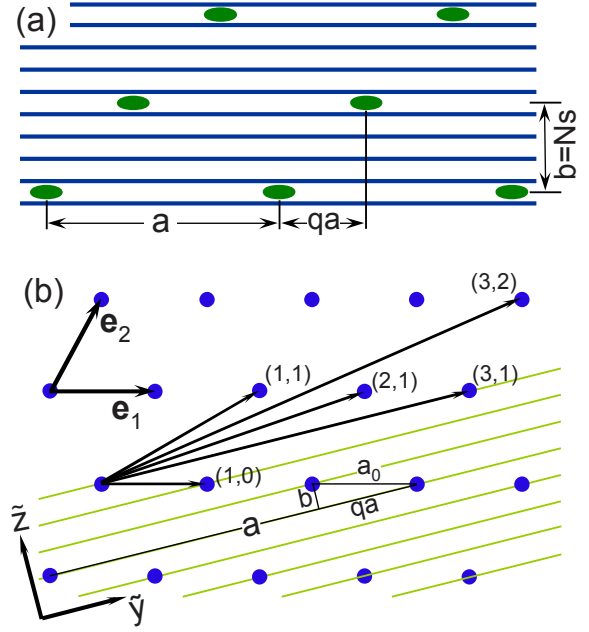 (a)
b=Ns
a
qa
(b)
(3,2)
e₂
(1,1)
(2,1)
(3,1)
e₁
(1,0)
a₀
b
qa
a
z̃
ỹ